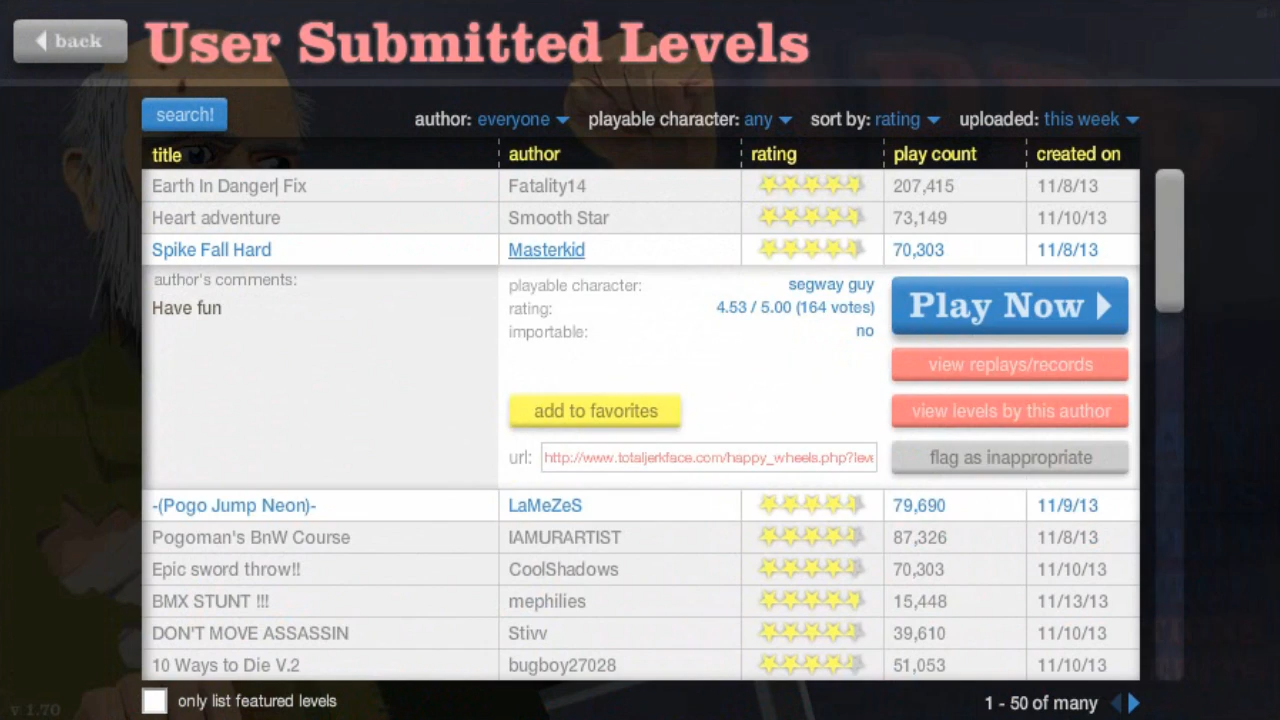 back
User Submitted Levels
search!
author: everyone playable character: any sort by: rating uploaded: this week
title author rating play count created on
Earth In Danger| Fix Fatality14 207,415 11/8/13
Heart adventure Smooth Star 73,149 11/10/13
Spike Fall Hard Masterkid 70,303 11/8/13
author's comments:
Have fun
playable character: segway guy
rating: 4.53 / 5.00 (164 votes)
importable: no
Play Now
view replays/records
add to favorites
view levels by this author
url: http://www.totaljerkface.com/happy_wheels.php?leve
flag as inappropriate
-(Pogo Jump Neon)- LaMeZeS 79,690 11/9/13
Pogoman's BnW Course IAMURARTIST 87,326 11/8/13
Epic sword throw!! CoolShadows 70,303 11/10/13
BMX STUNT !!! mephilies 15,448 11/13/13
DON'T MOVE ASSASSIN Stivv 39,610 11/10/13
10 Ways to Die V.2 bugboy27028 51,053 11/10/13
only list featured levels
1 - 50 of many
v 1.70